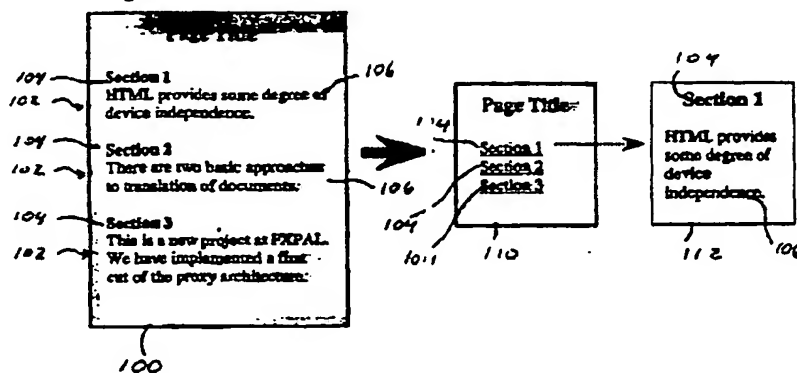 Page Title
104
Section 1
106
HTML provides some degree of
102
device independence.
104
Section 2
102
There are two basic approaches
to translation of documents.
106
104
Section 3
This is a new project at FXPAL.
102
We have implemented a first
cut of the proxy architecture.
100
Page Title
Section 1
Section 2
Section 3
104
110
104
Section 1
HTML provides
some degree of
device
independence.
112
106